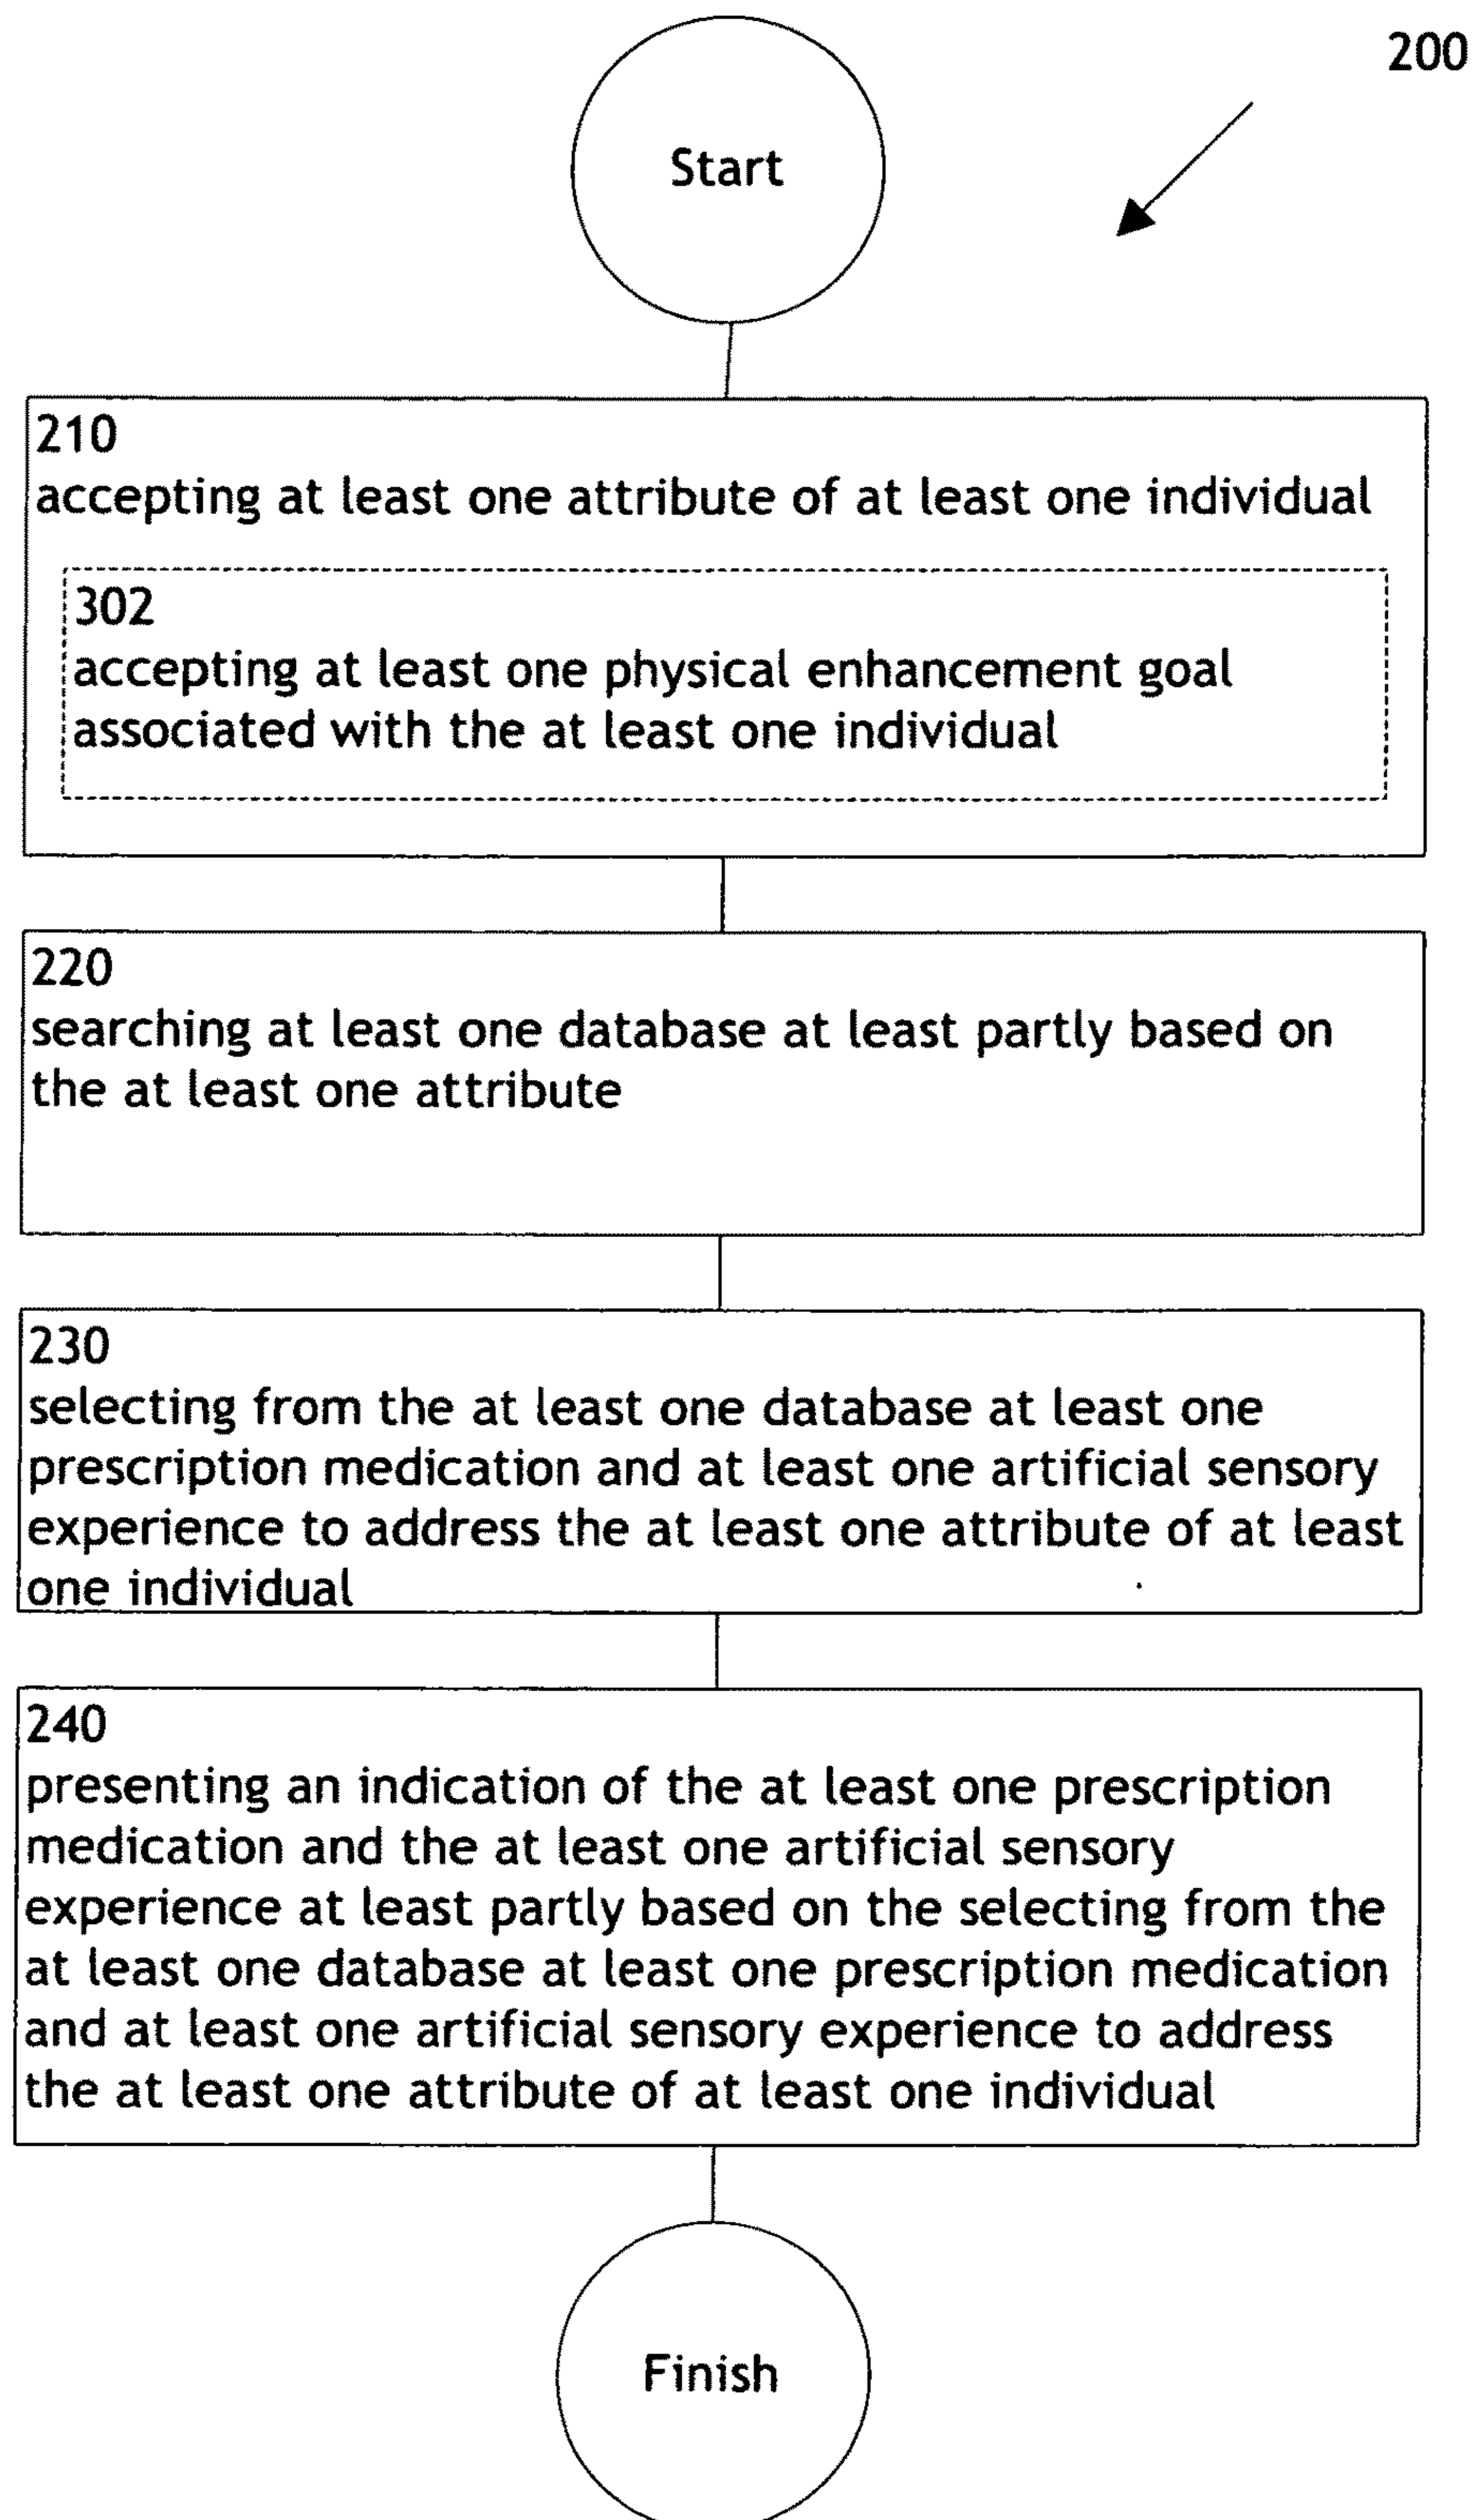 200
Start
210
accepting at least one attribute of at least one individual
302
accepting at least one physical enhancement goal
associated with the at least one individual
220
searching at least one database at least partly based on
the at least one attribute
230
selecting from the at least one database at least one
prescription medication and at least one artificial sensory
experience to address the at least one attribute of at least
one individual
240
presenting an indication of the at least one prescription
medication and the at least one artificial sensory
experience at least partly based on the selecting from the
at least one database at least one prescription medication
and at least one artificial sensory experience to address
the at least one attribute of at least one individual
Finish